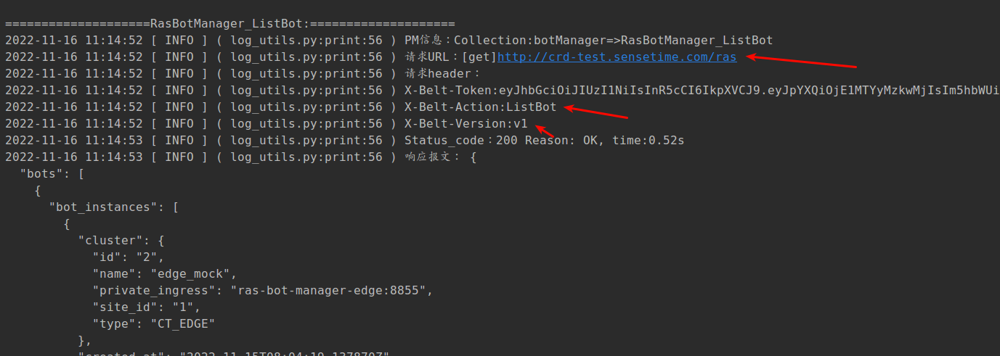 ====================RasBotManager_ListBot:====================
2022-11-16 11:14:52 [ INFO ] ( log_utils.py:print:56 ) PM信息：Collection:botManager=>RasBotManager_ListBot
2022-11-16 11:14:52 [ INFO ] ( log_utils.py:print:56 ) 请求URL：[get]http://crd-test.sensetime.com/ras
2022-11-16 11:14:52 [ INFO ] ( log_utils.py:print:56 ) 请求header：
2022-11-16 11:14:52 [ INFO ] ( log_utils.py:print:56 ) X-Belt-Token:eyJhbGciOiJIUzI1NiIsInR5cCI6IkpXVCJ9.eyJpYXQiOjE1MTYyMzkwMjIsIm5hbWUi
2022-11-16 11:14:52 [ INFO ] ( log_utils.py:print:56 ) X-Belt-Action:ListBot
2022-11-16 11:14:52 [ INFO ] ( log_utils.py:print:56 ) X-Belt-Version:v1
2022-11-16 11:14:53 [ INFO ] ( log_utils.py:print:56 ) Status_code：200 Reason: OK, time:0.52s
2022-11-16 11:14:53 [ INFO ] ( log_utils.py:print:56 ) 响应报文： {
  "bots": [
    {
      "bot_instances": [
        {
          "cluster": {
            "id": "2",
            "name": "edge_mock",
            "private_ingress": "ras-bot-manager-edge:8855",
            "site_id": "1",
            "type": "CT_EDGE"
          },
          "created_at": "2022-11-15T08:04:19.137870Z"